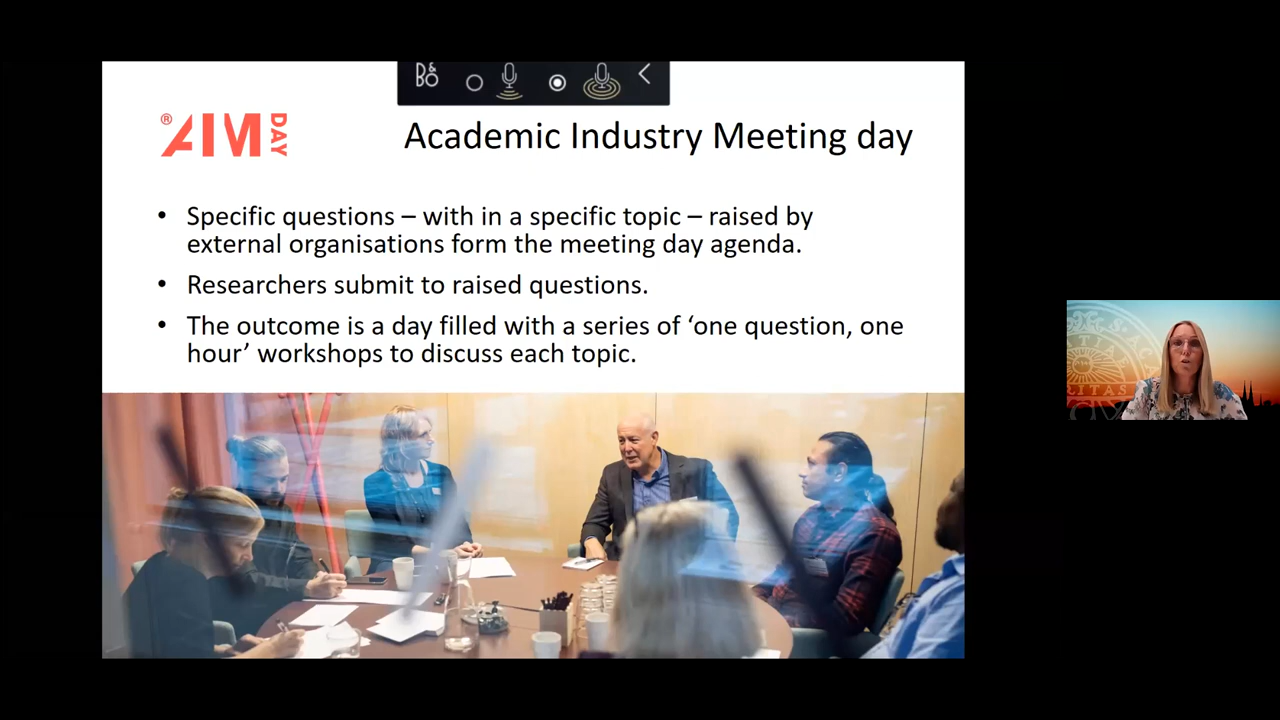 B&O
® AIM DAY
Academic Industry Meeting day
• Specific questions – with in a specific topic – raised by
external organisations form the meeting day agenda.
• Researchers submit to raised questions.
• The outcome is a day filled with a series of ‘one question, one
hour’ workshops to discuss each topic.